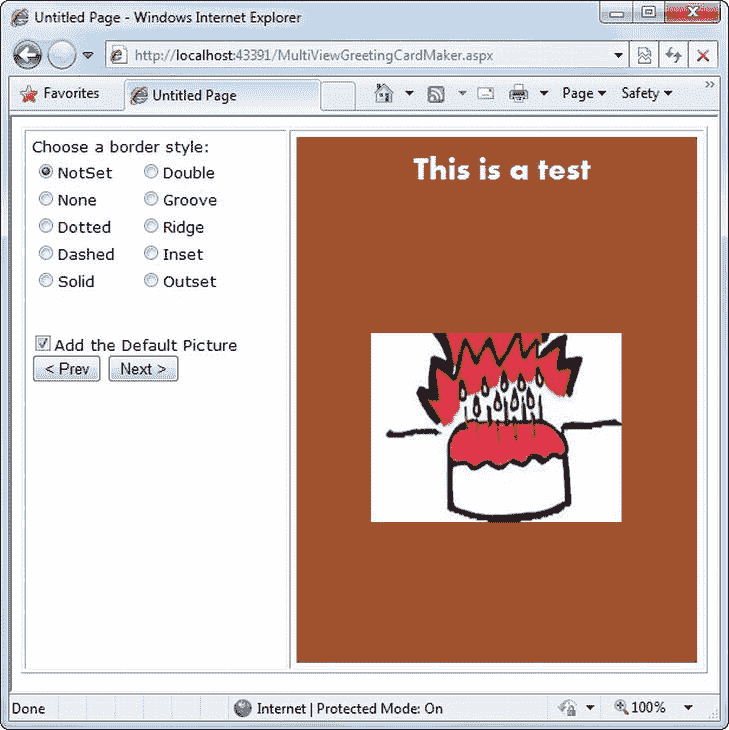 Untitled Page - Windows Internet Explorer
http://localhost:43391/MultiViewGreetingCardMaker.aspx
Favorites
Untitled Page
Page
Safety
»
Choose a border style:
NotSet
Double
None
Groove
Dotted
Ridge
Dashed
Inset
Solid
Outset
Add the Default Picture
< Prev
Next >
This is a test
Done
Internet | Protected Mode: On
100%